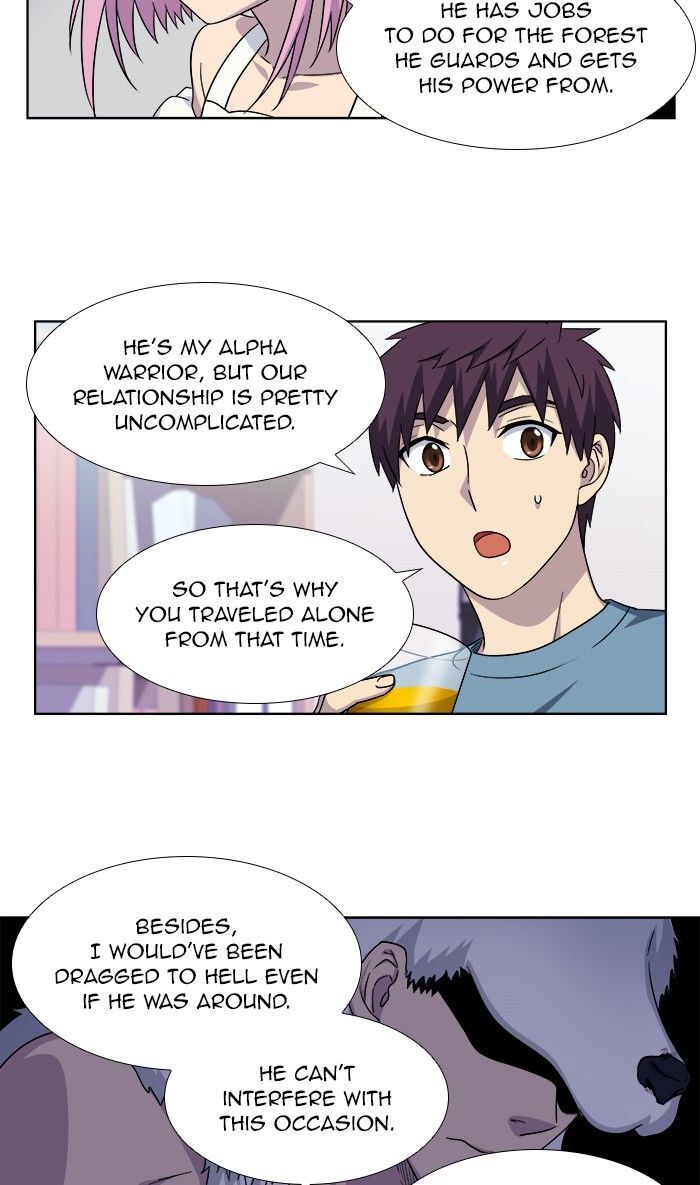 HE HAS JOBS
TO DO FOR THE FOREST
HE GUARDS AND GETS
HIS POWER FROM.
HE'S MY ALPHA
WARRIOR, BUT OUR
RELATIONSHIP IS PRETTY
UNCOMPLICATED.
SO THAT'S WHY
YOU TRAVELED ALONE
FROM THAT TIME.
BESIDES,
I WOULD'VE BEEN
DRAGGED TO HELL EVEN
IF HE WAS AROUND.
HE CAN'T
INTERFERE WITH
THIS OCCASION.